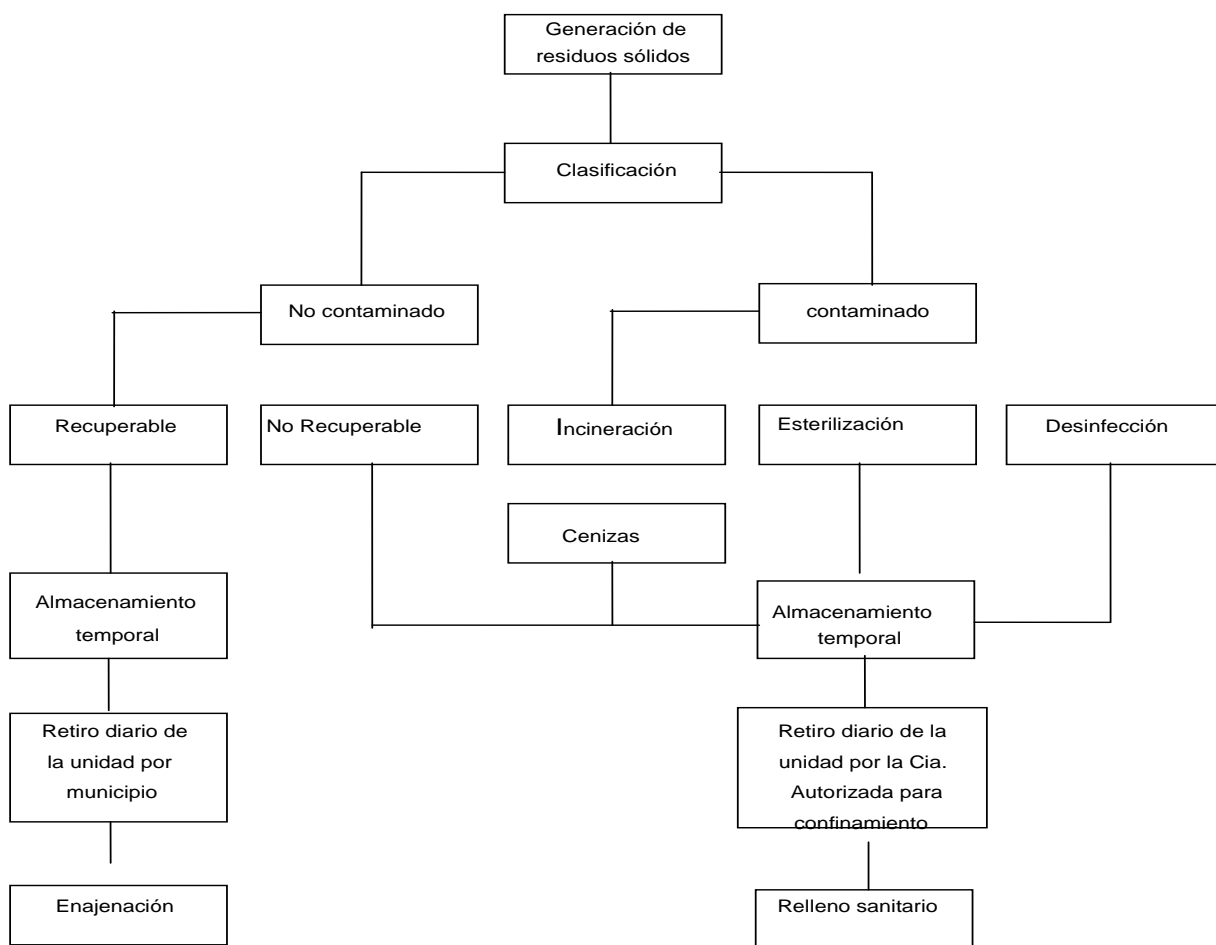 Generación de
residuos sólidos
Clasificación
No contaminado
contaminado
Recuperable
No Recuperable
Incineración
Esterilización
Desinfección
Cenizas
Almacenamiento
temporal
Almacenamiento
temporal
Retiro diario de
la unidad por
municipio
Retiro diario de la
unidad por la Cia.
Autorizada para
confinamiento
Enajenación
Relleno sanitario